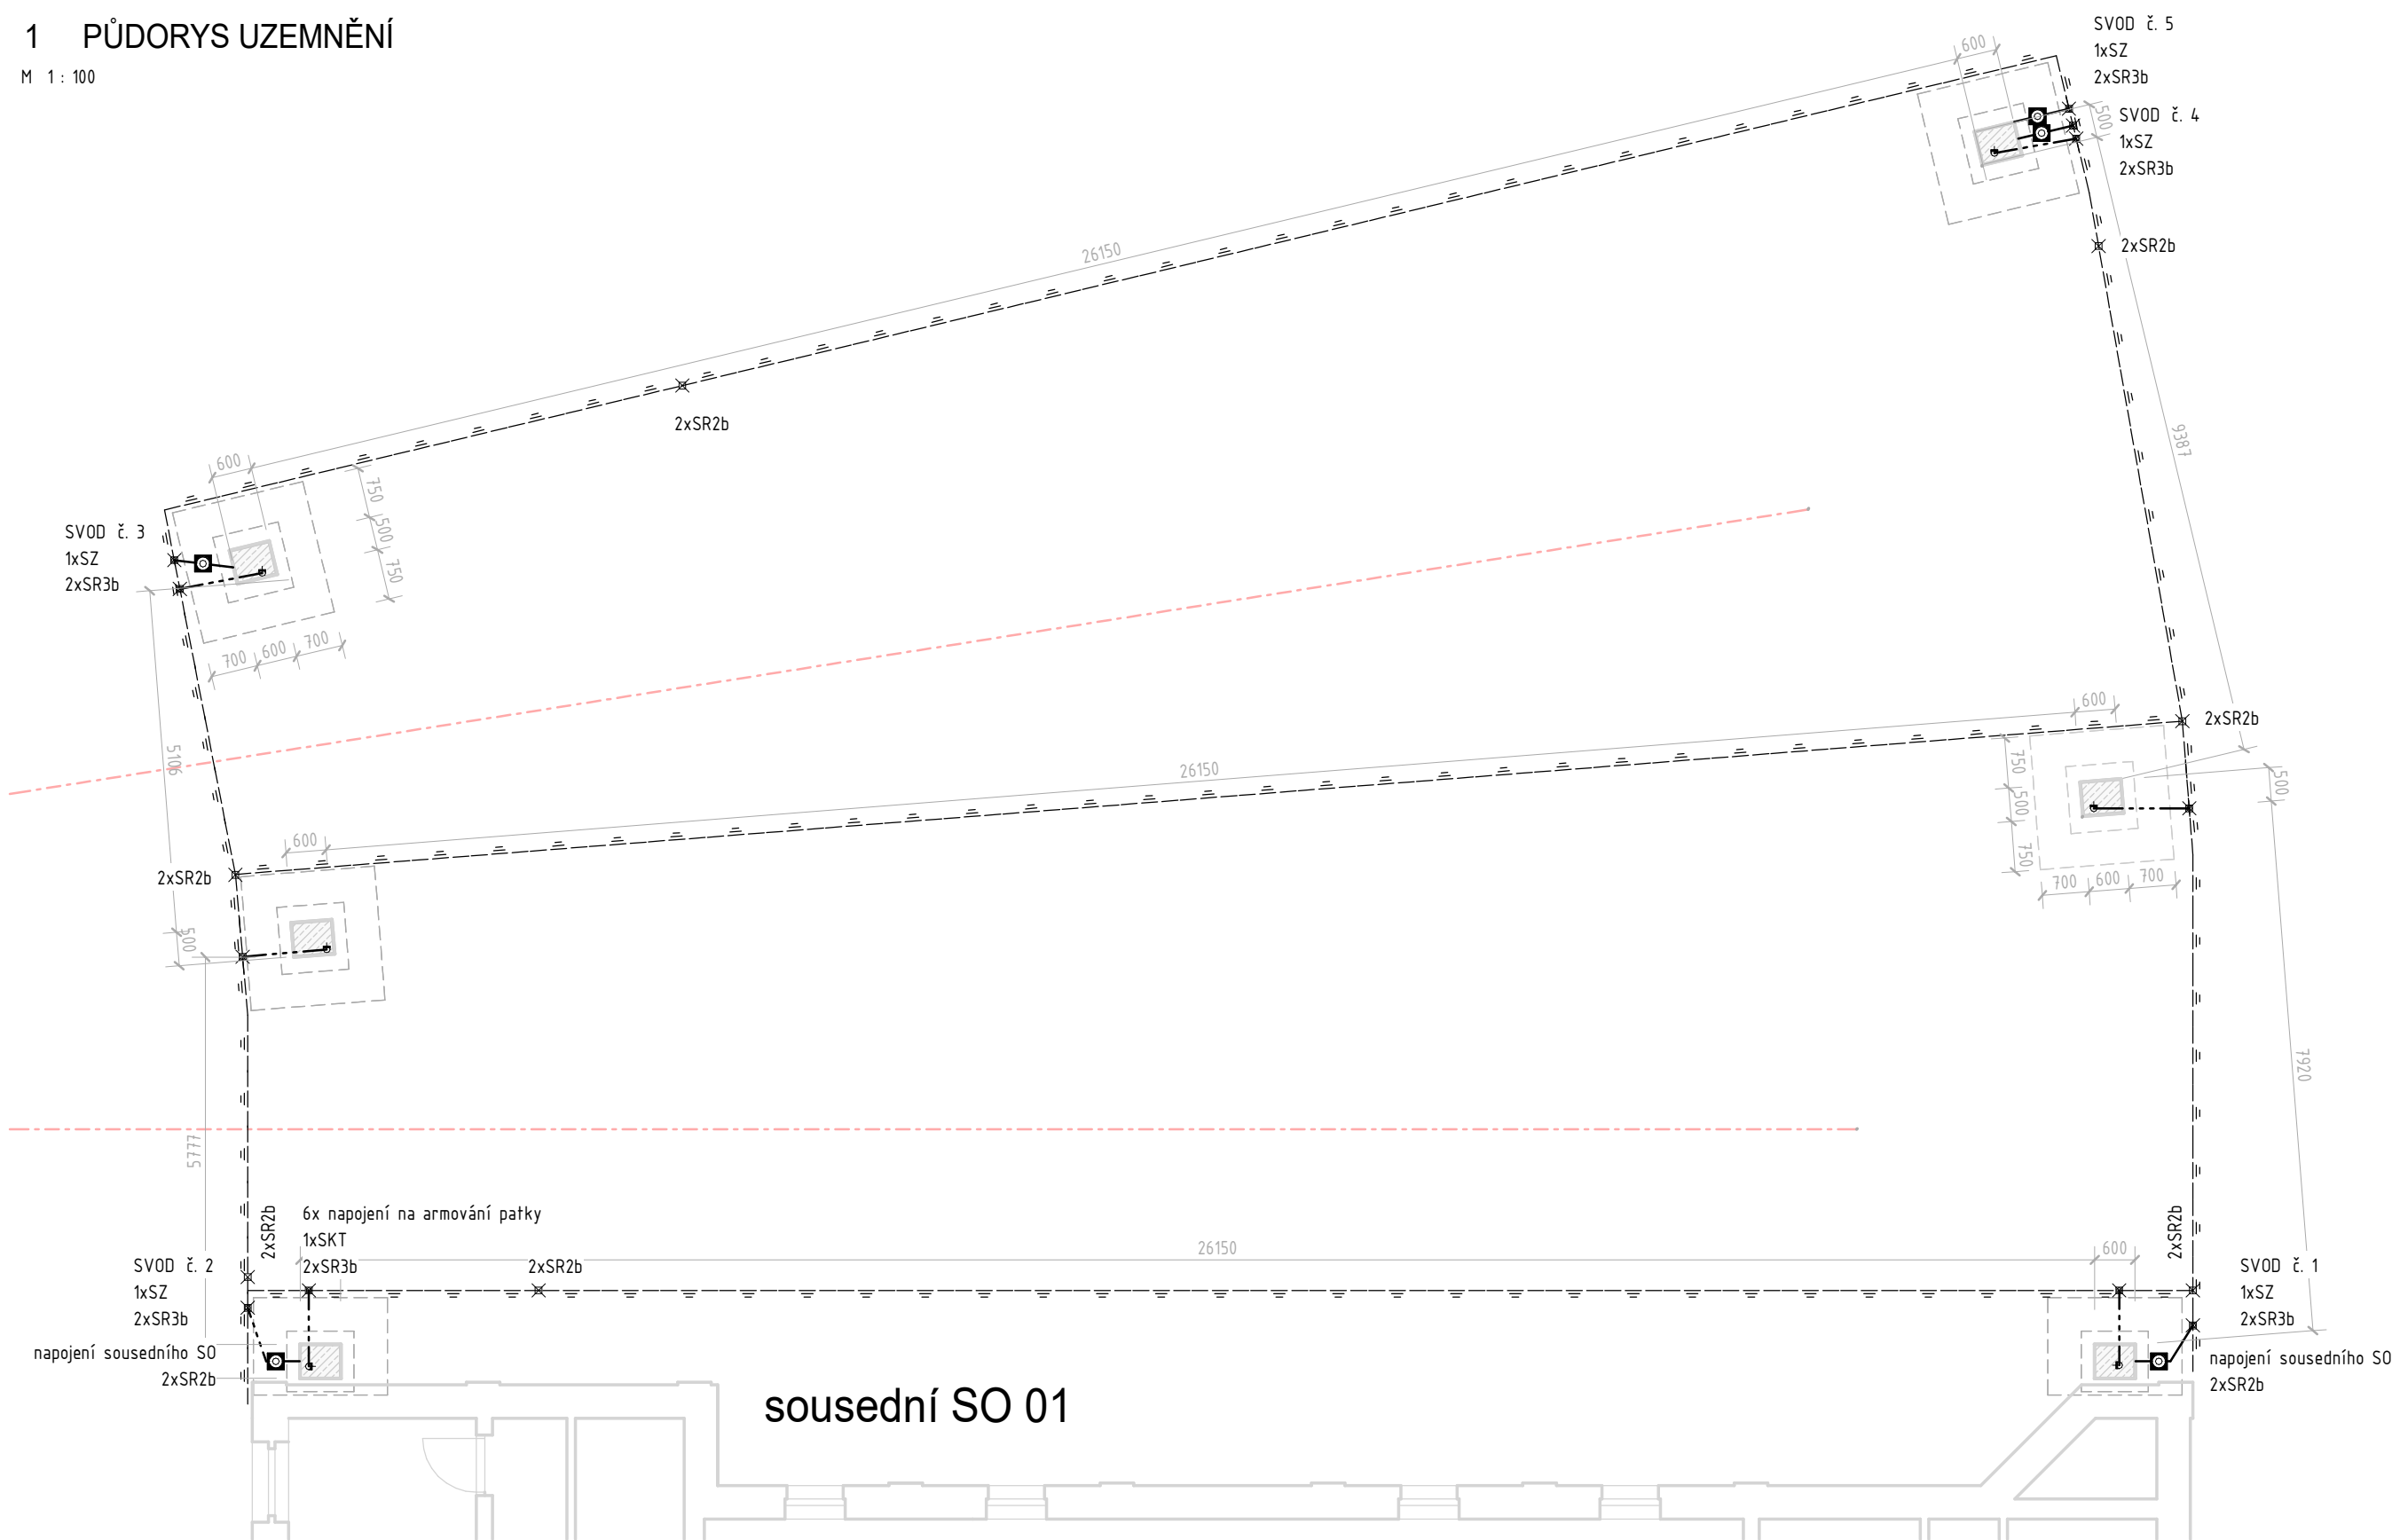 1 PŮDORYS UZEMNĚNÍ
M 1 : 100
SVOD č. 5
1xSZ
2xSR3b
600
500
SVOD č. 4
1xSZ
2xSR3b
2xSR2b
26150
2xSR2b
9387
600
750
500
750
SVOD č. 3
1xSZ
2xSR3b
700
600
700
5106
600
2xSR2b
26150
750
500
750
500
600
2xSR2b
700
600
700
500
7920
5777
2xSR2b
6x napojení na armování patky
1xSKT
2xSR3b
2xSR2b
26150
600
2xSR2b
SVOD č. 2
1xSZ
2xSR3b
napojení sousedního SO
2xSR2b
SVOD č. 1
1xSZ
2xSR3b
napojení sousedního SO
2xSR2b
sousední SO 01